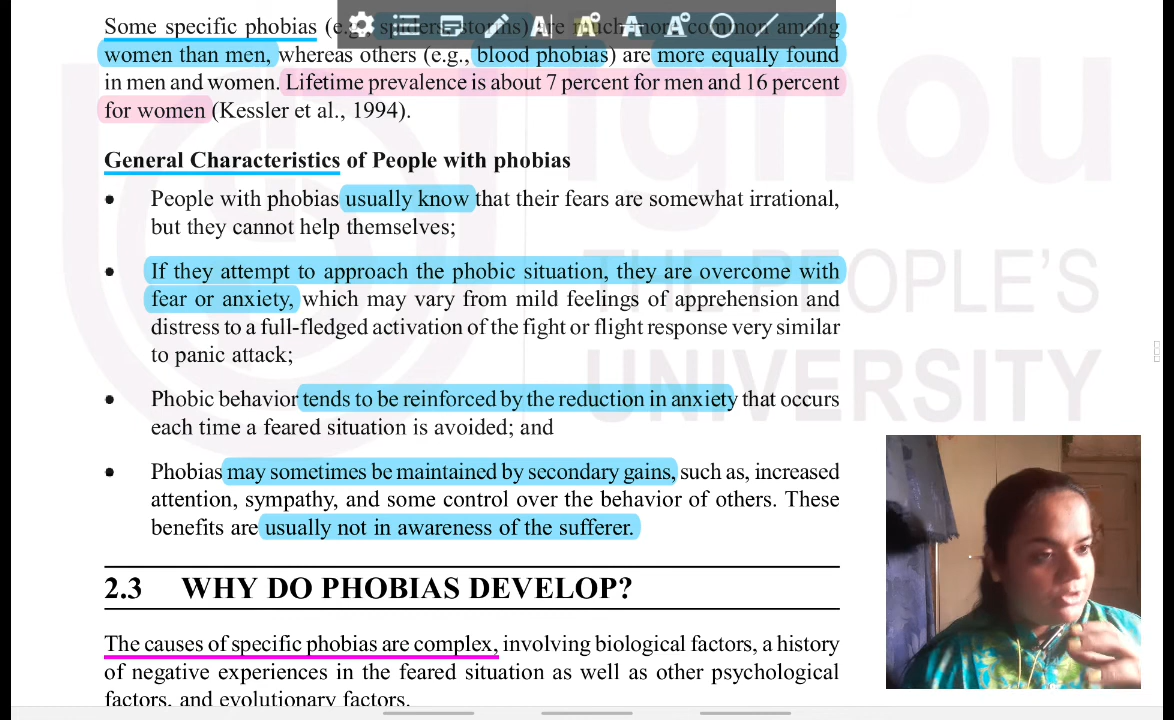 Some specific phobias (e.g., spiders, storms) are much more common among
women than men, whereas others (e.g., blood phobias) are more equally found
in men and women. Lifetime prevalence is about 7 percent for men and 16 percent
for women (Kessler et al., 1994).
General Characteristics of People with phobias
• People with phobias usually know that their fears are somewhat irrational,
but they cannot help themselves;
• If they attempt to approach the phobic situation, they are overcome with
fear or anxiety, which may vary from mild feelings of apprehension and
distress to a full-fledged activation of the fight or flight response very similar
to panic attack;
• Phobic behavior tends to be reinforced by the reduction in anxiety that occurs
each time a feared situation is avoided; and
• Phobias may sometimes be maintained by secondary gains, such as, increased
attention, sympathy, and some control over the behavior of others. These
benefits are usually not in awareness of the sufferer.
2.3 WHY DO PHOBIAS DEVELOP?
The causes of specific phobias are complex, involving biological factors, a history
of negative experiences in the feared situation as well as other psychological
factors, and evolutionary factors.
ignou
THE PEOPLE'S
UNIVERSITY